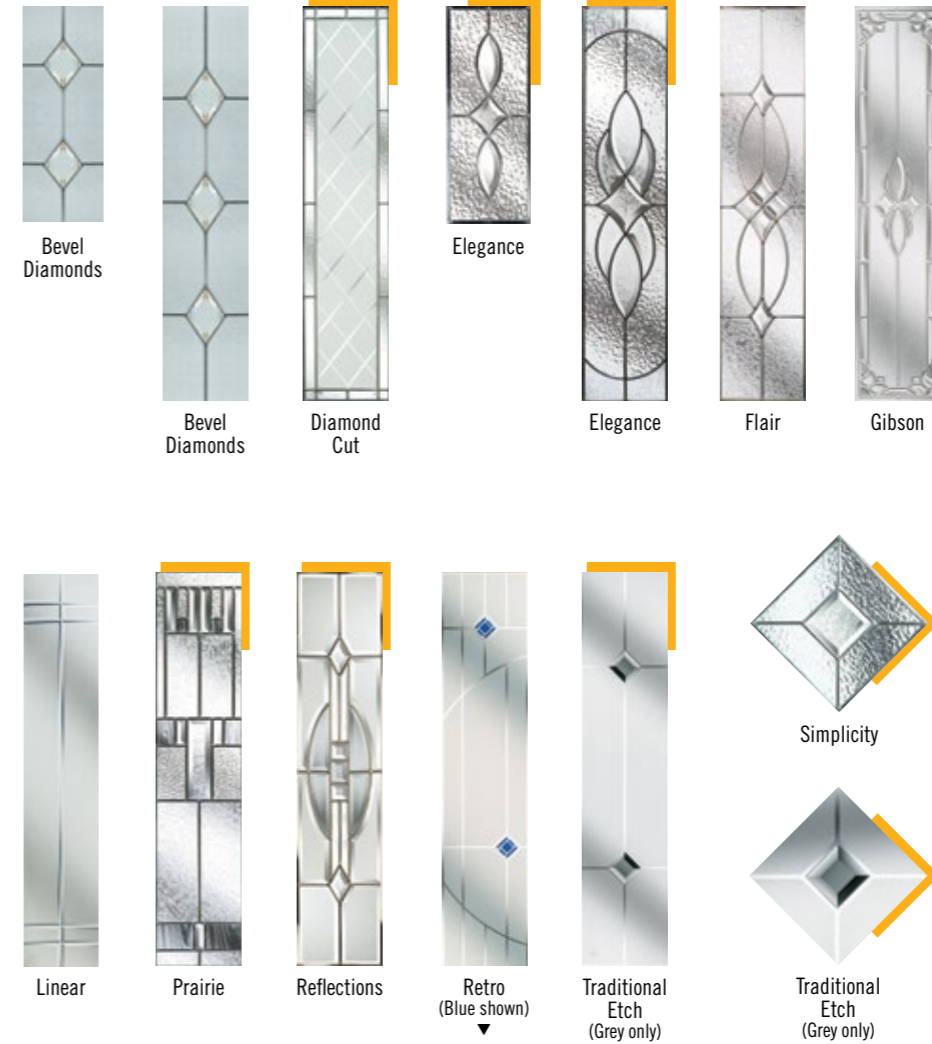 Bevel
Diamonds
Elegance
Bevel
Diamonds
Diamond
Cut
Elegance
Flair
Gibson
Simplicity
Linear
Prairie
Reflections
Retro
(Blue shown)
▼
Traditional
Etch
(Grey only)
Traditional
Etch
(Grey only)